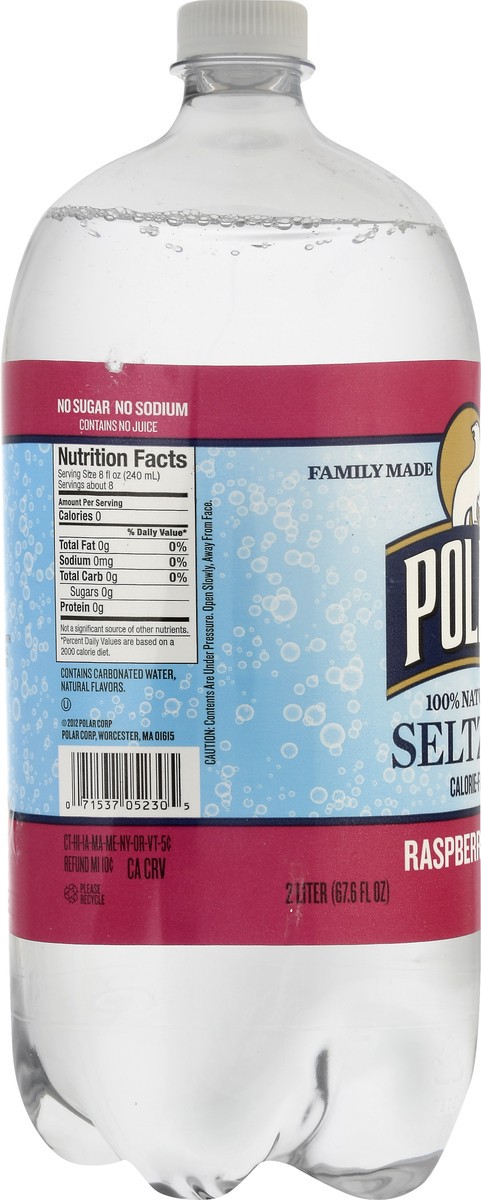 NO SUGAR NO SODIUM
CONTAINS NO JUICE
Nutrition Facts
Serving Size 8 fl oz (240 mL)
Servings about 8
Amount Per Serving
Calories 0
% Daily Value*
Total Fat 0g 0%
Sodium 0mg 0%
Total Carb 0g 0%
Sugars 0g
Protein 0g
Not a significant source of other nutrients.
*Percent Daily Values are based on a
2000 calorie diet.
CONTAINS CARBONATED WATER,
NATURAL FLAVORS.
U
©2012 POLAR CORP
POLAR CORP, WORCESTER, MA 01615
0 71537 05230 5
CAUTION: Contents Are Under Pressure. Open Slowly, Away From Face.
CT-HI-IA-MA-ME-NY-OR-VT-5¢
REFUND MI 10¢ CA CRV
PLEASE
RECYCLE
FAMILY MADE
POL
100% NATU
SELTZ
CALORIE-F
RASPBERR
2 LITER (67.6 FL OZ)